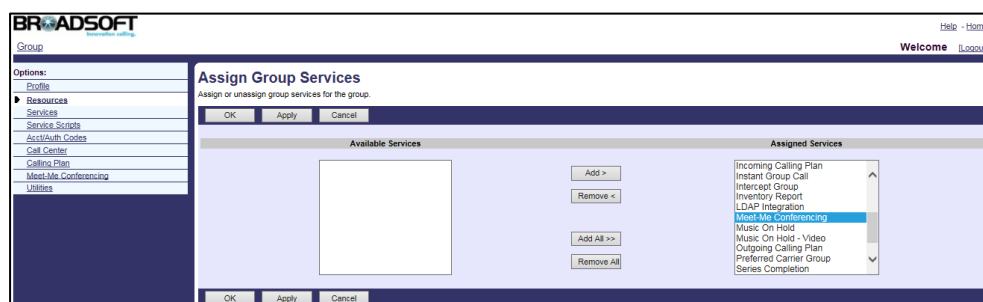 BROADSOFT
Innovation calling.
Help - Hom
Group
Welcome [Logou
Options:
Profile
Resources
Services
Service Scripts
Acct/Auth Codes
Call Center
Calling Plan
Meet-Me Conferencing
Utilities
Assign Group Services
Assign or unassign group services for the group.
OK Apply Cancel
Available Services Assigned Services
Add >
Remove <
Add All >>
Remove All
Incoming Calling Plan
Instant Group Call
Intercept Group
Inventory Report
LDAP Integration
Meet-Me Conferencing
Music On Hold
Music On Hold - Video
Outgoing Calling Plan
Preferred Carrier Group
Series Completion
OK Apply Cancel